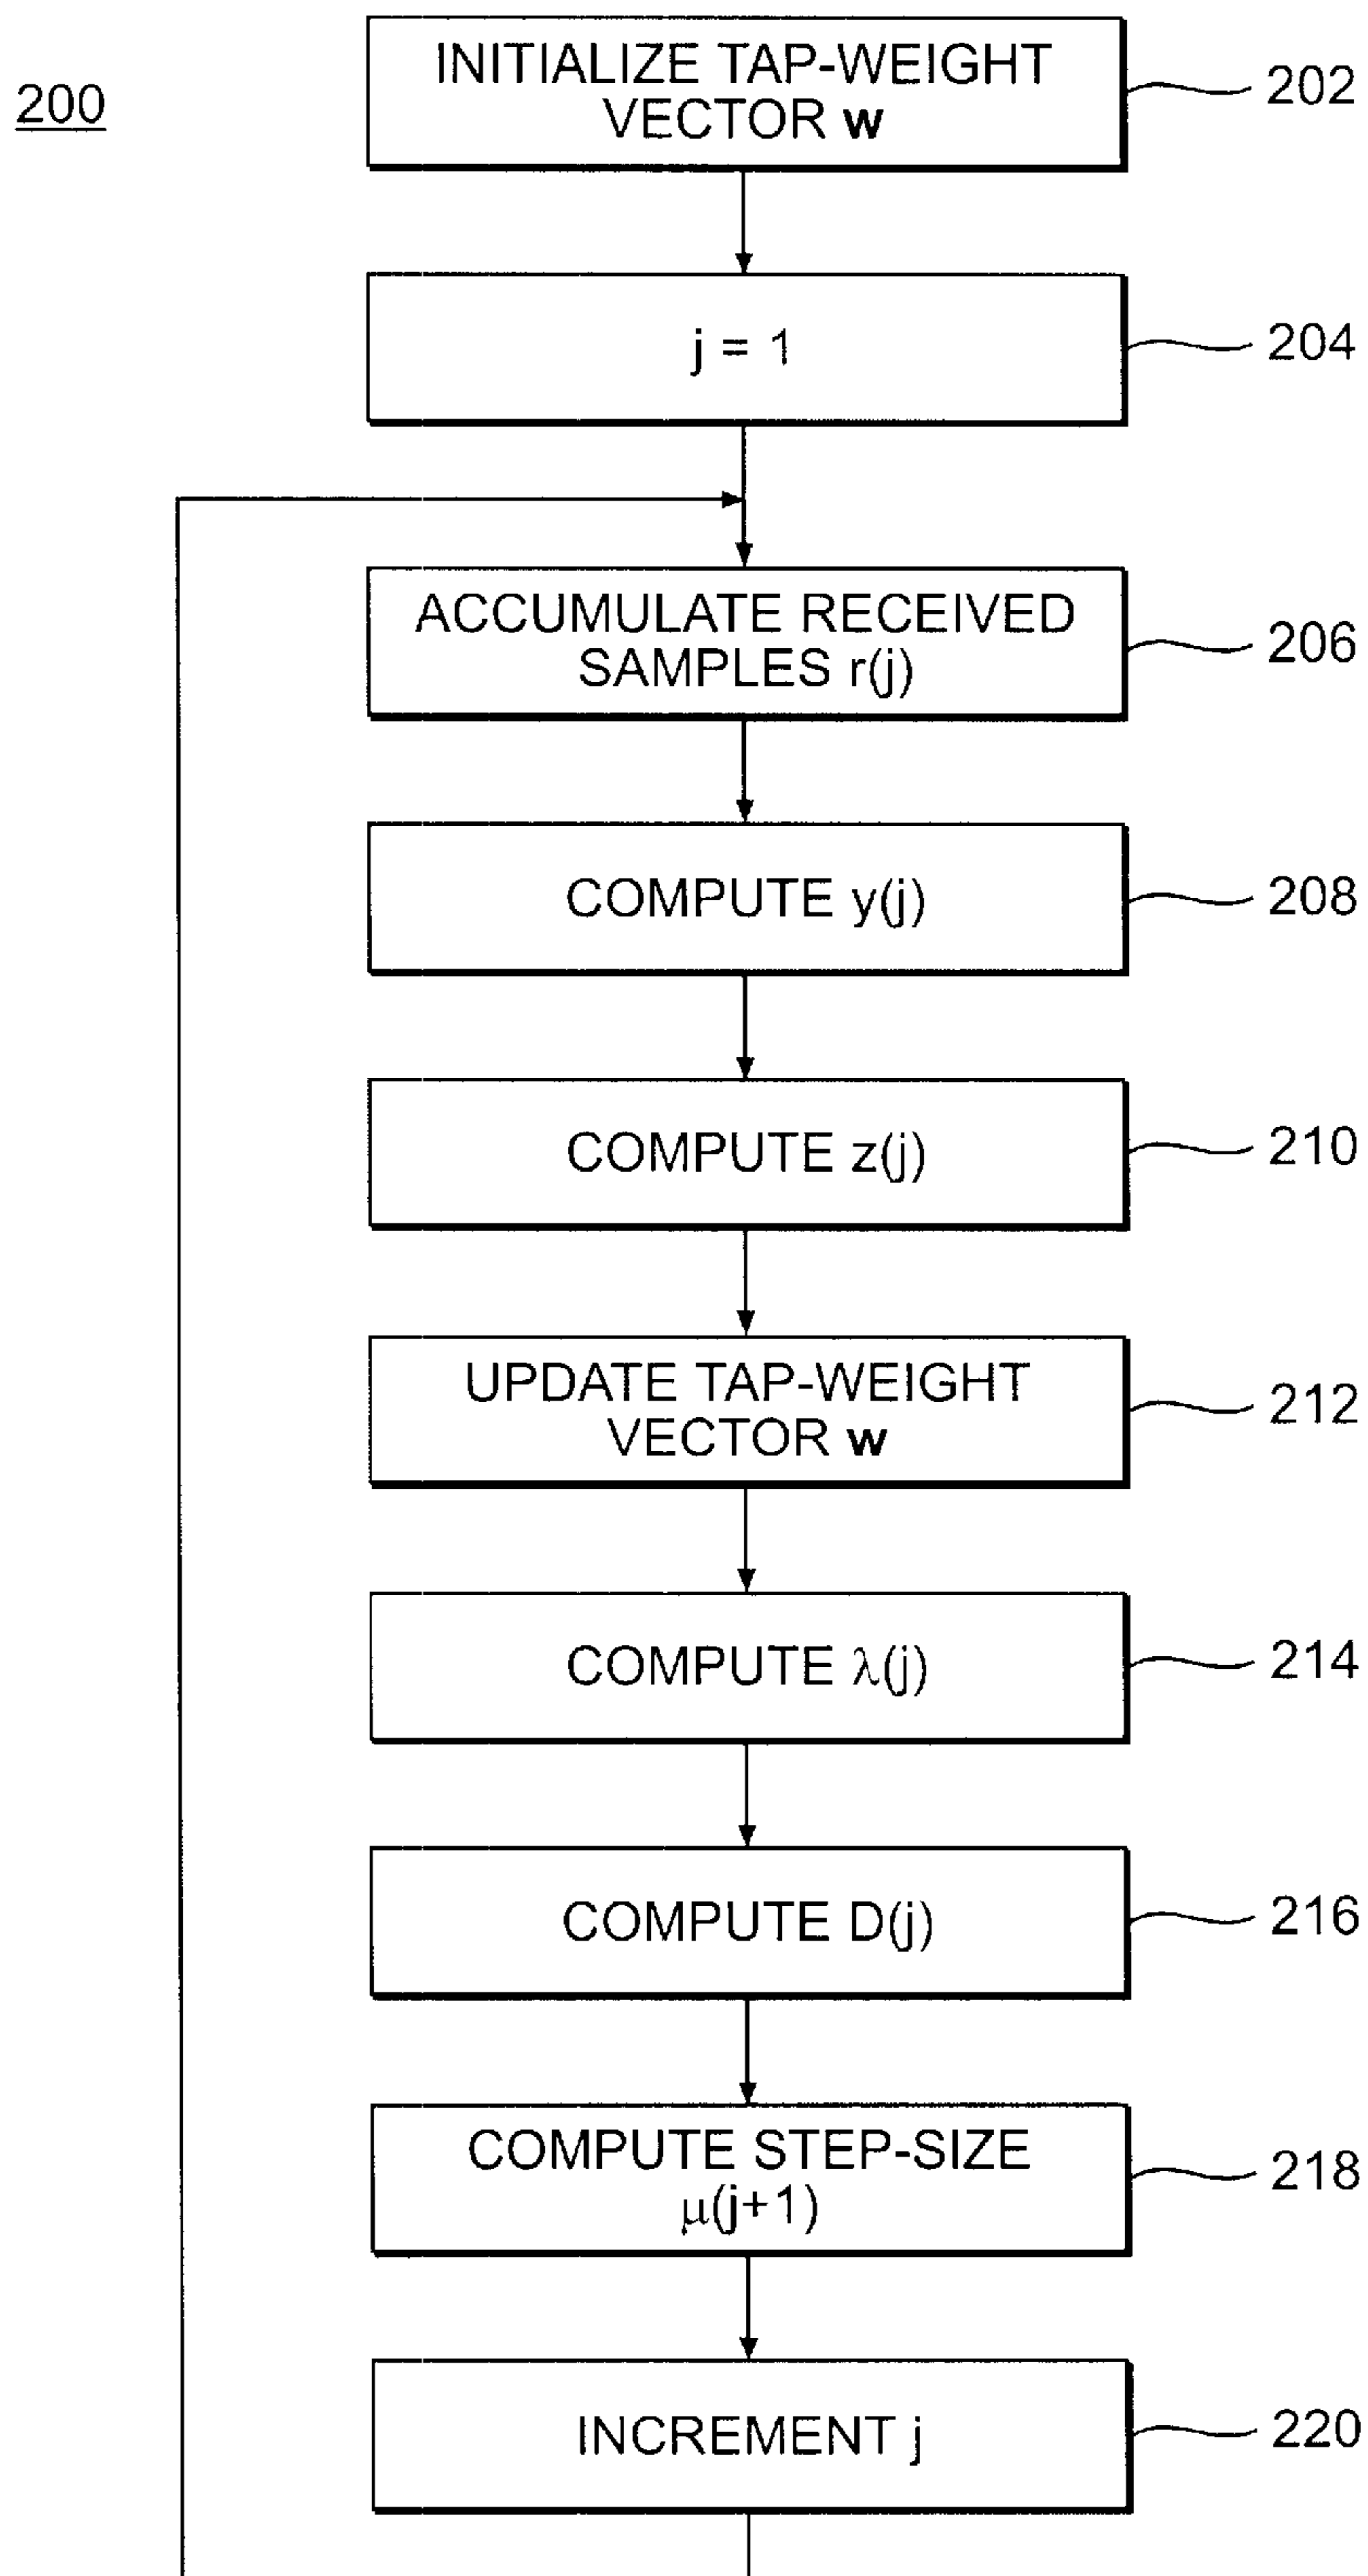 200
INITIALIZE TAP-WEIGHT
VECTOR w
202
j = 1
204
ACCUMULATE RECEIVED
SAMPLES r(j)
206
COMPUTE y(j)
208
COMPUTE z(j)
210
UPDATE TAP-WEIGHT
VECTOR w
212
COMPUTE λ(j)
214
COMPUTE D(j)
216
COMPUTE STEP-SIZE
μ(j+1)
218
INCREMENT j
220